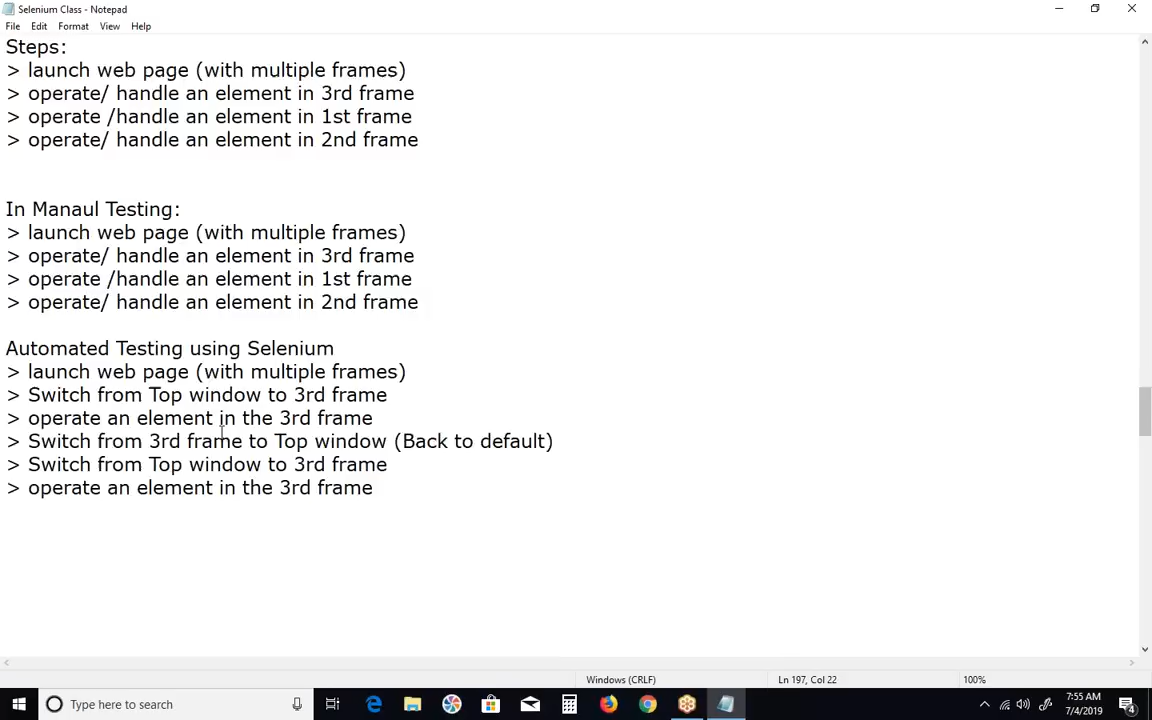 Selenium Class - Notepad
File Edit Format View Help
Steps:
> launch web page (with multiple frames)
> operate/ handle an element in 3rd frame
> operate /handle an element in 1st frame
> operate/ handle an element in 2nd frame
In Manaul Testing:
> launch web page (with multiple frames)
> operate/ handle an element in 3rd frame
> operate /handle an element in 1st frame
> operate/ handle an element in 2nd frame
Automated Testing using Selenium
> launch web page (with multiple frames)
> Switch from Top window to 3rd frame
> operate an element in the 3rd frame
> Switch from 3rd frame to Top window (Back to default)
> Switch from Top window to 3rd frame
> operate an element in the 3rd frame
Windows (CRLF) Ln 197, Col 22 100%
Type here to search
7:55 AM
7/4/2019
4